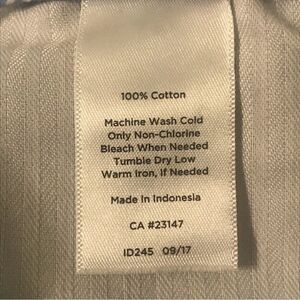 100% Cotton
Machine Wash Cold
Only Non-Chlorine
Bleach When Needed
Tumble Dry Low
Warm Iron, If Needed
Made In Indonesia
CA #23147
ID245 09/17